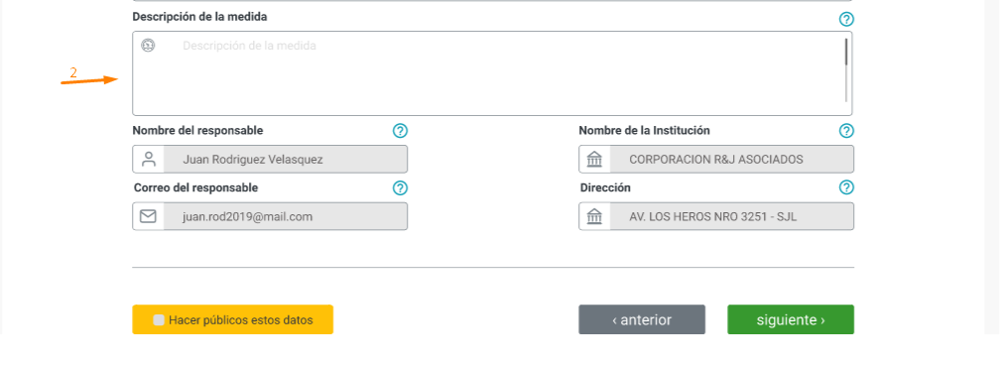 Descripción de la medida
Descripción de la medida
2
Nombre del responsable
Nombre de la Institución
Juan Rodriguez Velasquez
CORPORACION R&J ASOCIADOS
Correo del responsable
Dirección
juan.rod2019@mail.com
AV. LOS HEROS NRO 3251 - SJL
Hacer públicos estos datos
‹ anterior
siguiente ›